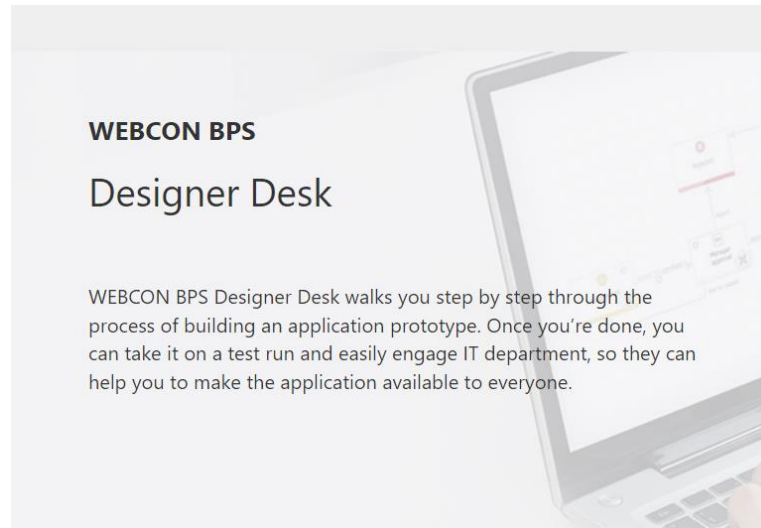 WEBCON BPS
Designer Desk
WEBCON BPS Designer Desk walks you step by step through the
process of building an application prototype. Once you’re done, you
can take it on a test run and easily engage IT department, so they can
help you to make the application available to everyone.